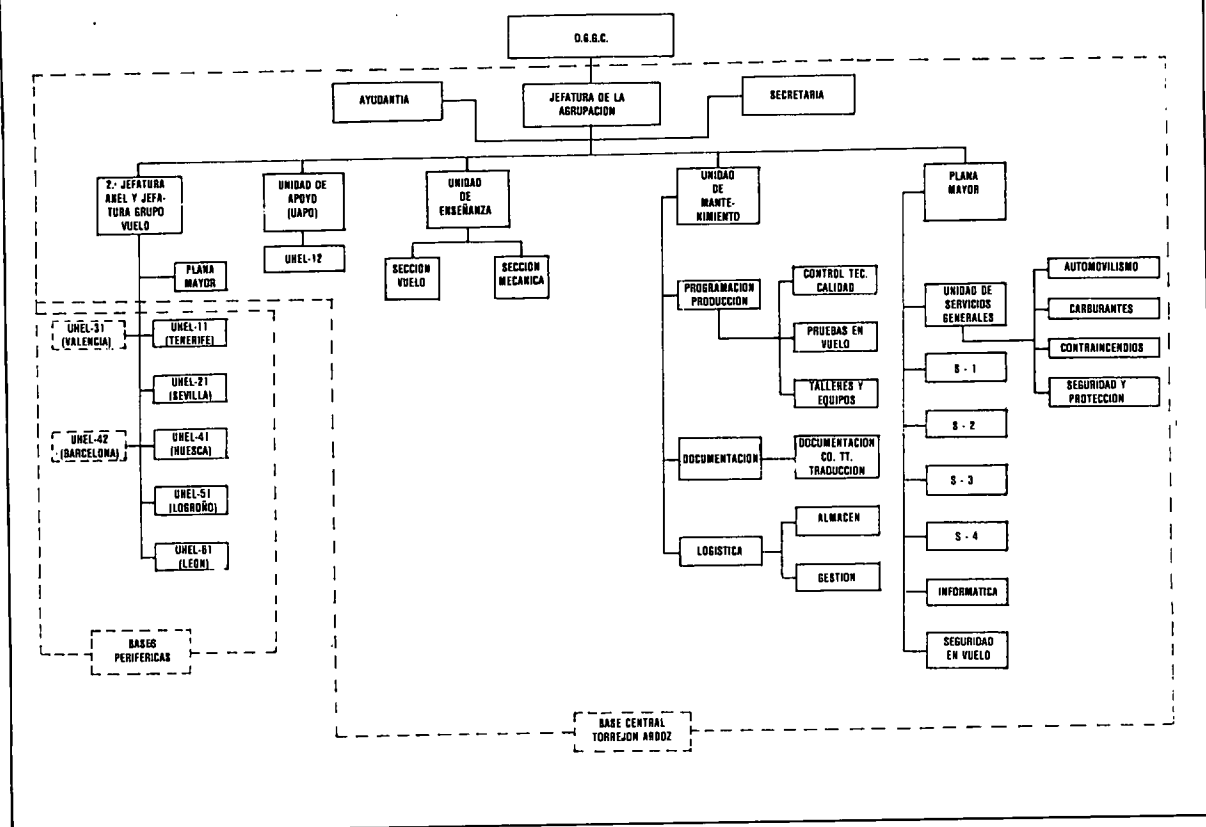 D.G.G.C.
AYUDANTIA
JEFATURA DE LA
AGRUPACION
SECRETARIA
2.ª JEFATURA
AHEL Y JEFA-
TURA GRUPO
VUELO
UNIDAD DE
APOYO
(UAPO)
UNIDAD
DE
ENSEÑANZA
UNIDAD
DE
MANTE-
NIMIENTO
PLANA
MAYOR
UHEL-12
PLANA
MAYOR
SECCION
VUELO
SECCION
MECANICA
UHEL-31
(VALENCIA)
UHEL-11
(TENERIFE)
UHEL-21
(SEVILLA)
UHEL-42
(BARCELONA)
UHEL-41
(HUESCA)
UHEL-51
(LOGROÑO)
UHEL-61
(LEON)
BASES
PERIFERICAS
PROGRAMACION
PRODUCCION
CONTROL TEC.
CALIDAD
PRUEBAS EN
VUELO
TALLERES Y
EQUIPOS
DOCUMENTACION
DOCUMENTACION
CO. TT.
TRADUCCION
LOGISTICA
ALMACEN
GESTION
UNIDAD DE
SERVICIOS
GENERALES
AUTOMOVILISMO
CARBURANTES
CONTRAINCENDIOS
SEGURIDAD Y
PROTECCION
S - 1
S - 2
S - 3
S - 4
INFORMATICA
SEGURIDAD
EN VUELO
BASE CENTRAL
TORREJON ARDOZ